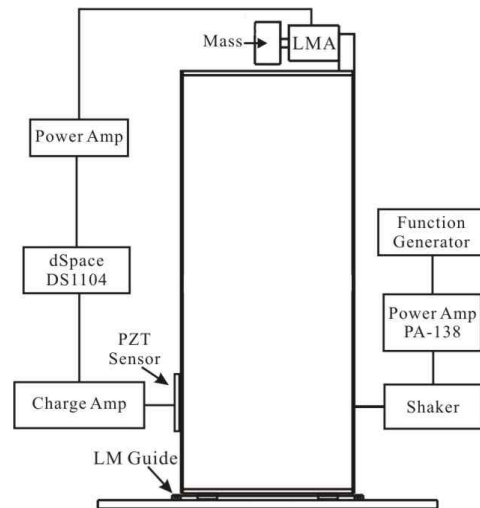 Mass
LMA
Power Amp
Function
Generator
dSpace
DS1104
Power Amp
PA-138
PZT
Sensor
Charge Amp
Shaker
LM Guide